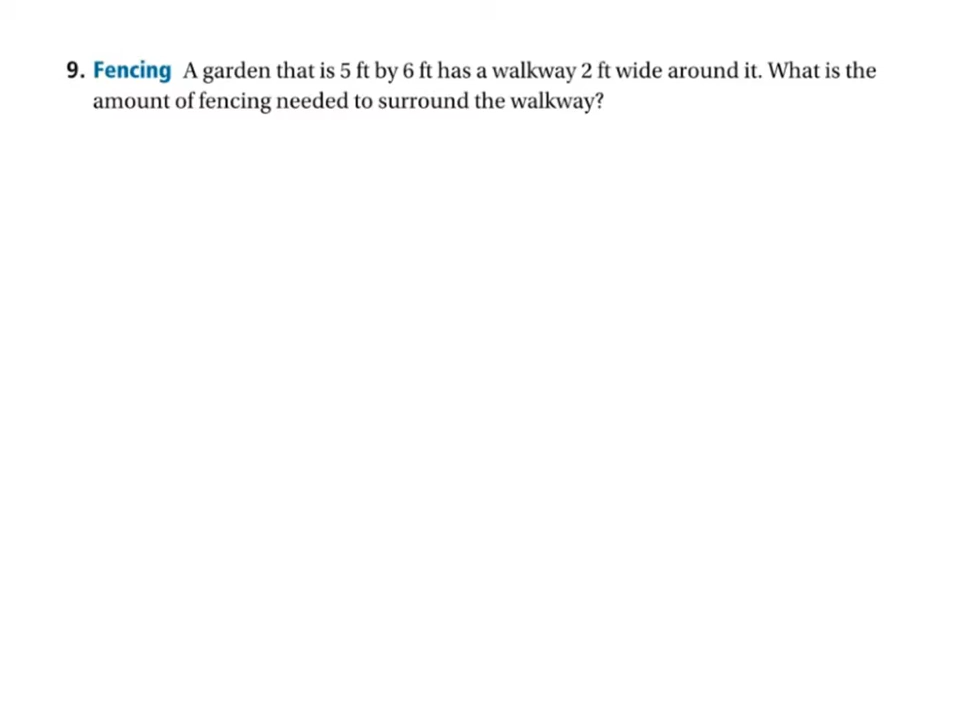 9. Fencing A garden that is 5 ft by 6 ft has a walkway 2 ft wide around it. What is the
amount of fencing needed to surround the walkway?